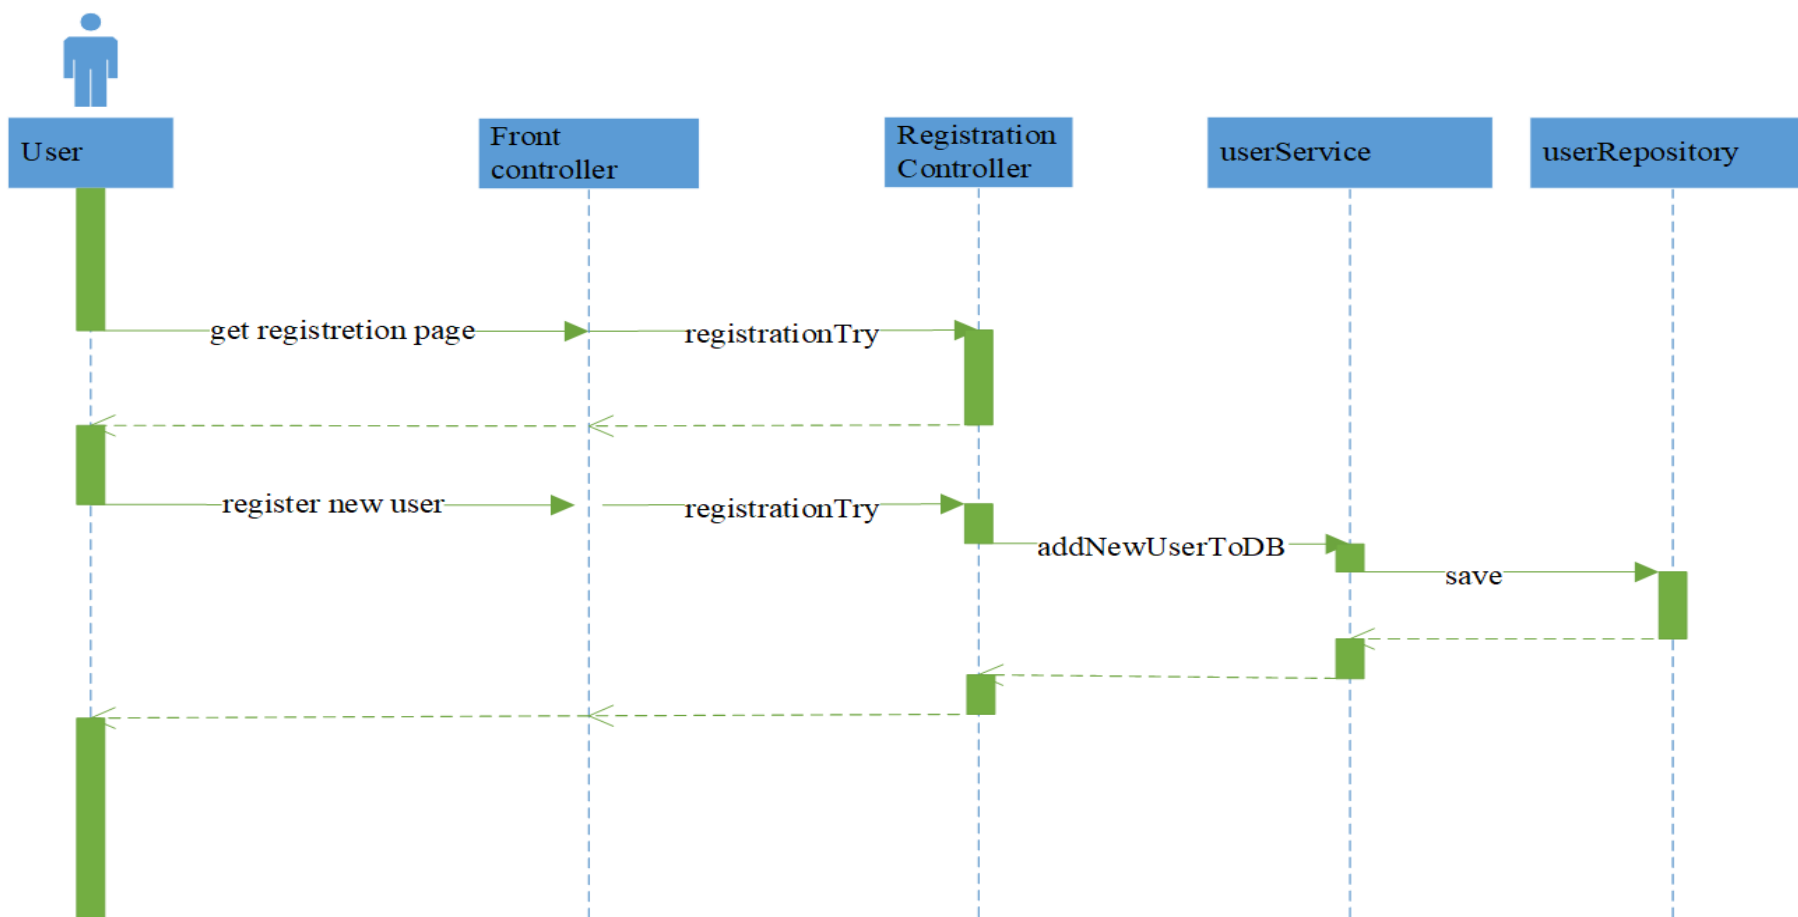 User
Front
controller
Registration
Controller
userService
userRepository
get registretion page
registrationTry
register new user
registrationTry
addNewUserToDB
save